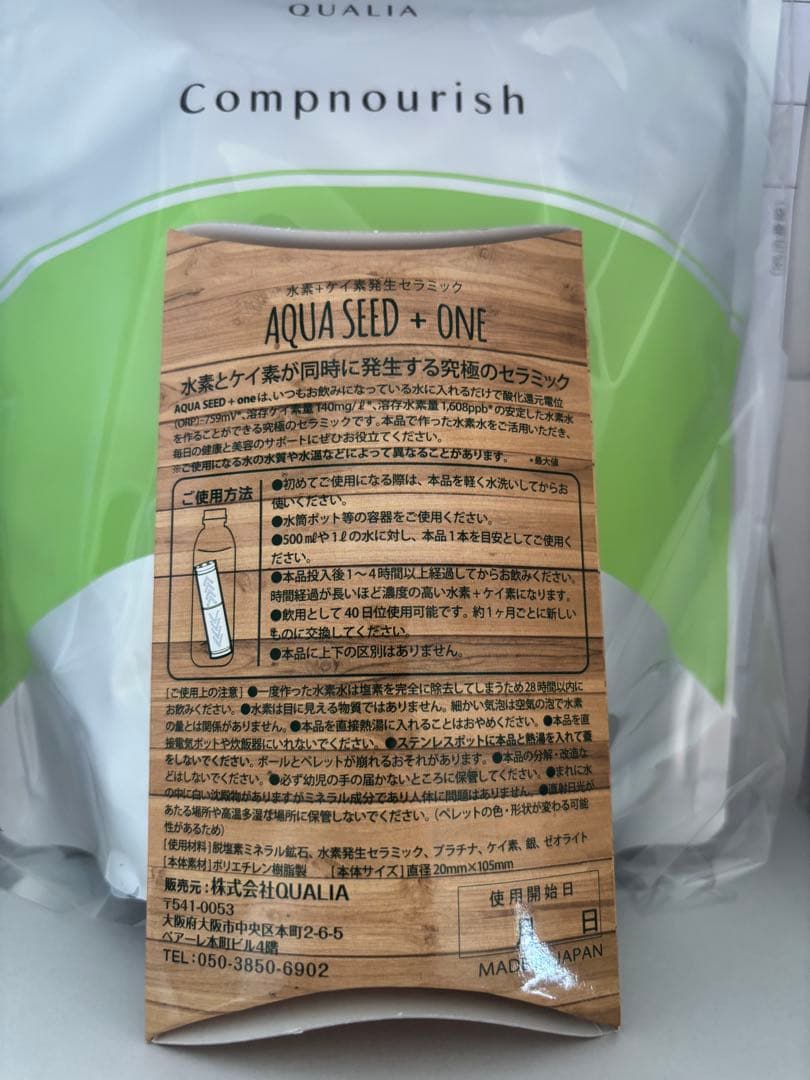 QUALIA
Compnourish
水素+ケイ素発生セラミック
AQUA SEED + ONE
水素とケイ素が同時に発生する究極のセラミック
AQUA SEED + oneは、いつもお飲みになっている水に入れるだけで酸化還元電位
(ORP)-759mV*、溶存ケイ素量140mg/ℓ*、溶存水素量1,608ppb*の安定した水素水
を作ることができる究極のセラミックです。本品で作った水素水をご活用いただき、
毎日の健康と美容のサポートにぜひお役立てください。
※ご使用になる水の水質や水温などによって異なることがあります。 *最大値
ご使用方法
●初めてご使用になる際は、本品を軽く水洗いしてからお
使いください。
●水筒ポット等の容器をご使用ください。
●500㎖や1ℓの水に対し、本品1本を目安としてご使用く
ださい。
●本品投入後1〜4時間以上経過してからお飲みください。
時間経過が長いほど濃度の高い水素+ケイ素になります。
●飲用として40日位使用可能です。約1ヶ月ごとに新しい
ものに交換してください。
●本品に上下の区別はありません。
[ご使用上の注意] ●一度作った水素水は塩素を完全に除去してしまうため28時間以内に
お飲みください。●水素は目に見える物質ではありません。細かい気泡は空気の泡で水素
の量とは関係がありません。●本品を直接熱湯に入れることはおやめください。●本品を直
接電気ポットや炊飯器にいれないでください。●ステンレスポットに本品と熱湯を入れて蓋
をしないでください。ボールとペレットが崩れるおそれがあります。●本品の分解・改造な
どはしないでください。●必ず幼児の手の届かないところに保管してください。●まれに水
の中に白い沈殿物がありますがミネラル成分であり人体に問題はありません。●直射日光が
あたる場所や高温多湿な場所に保管しないでください。(ペレットの色・形状が変わる可能
性があるため)
[使用材料]脱塩素ミネラル鉱石、水素発生セラミック、プラチナ、ケイ素、銀、ゼオライト
[本体素材]ポリエチレン樹脂製 [本体サイズ]直径20mm×105mm
販売元:株式会社QUALIA
〒541-0053
大阪府大阪市中央区本町2-6-5
ペアーレ本町ビル4階
TEL:050-3850-6902
使用開始日
月 日
MADE IN JAPAN